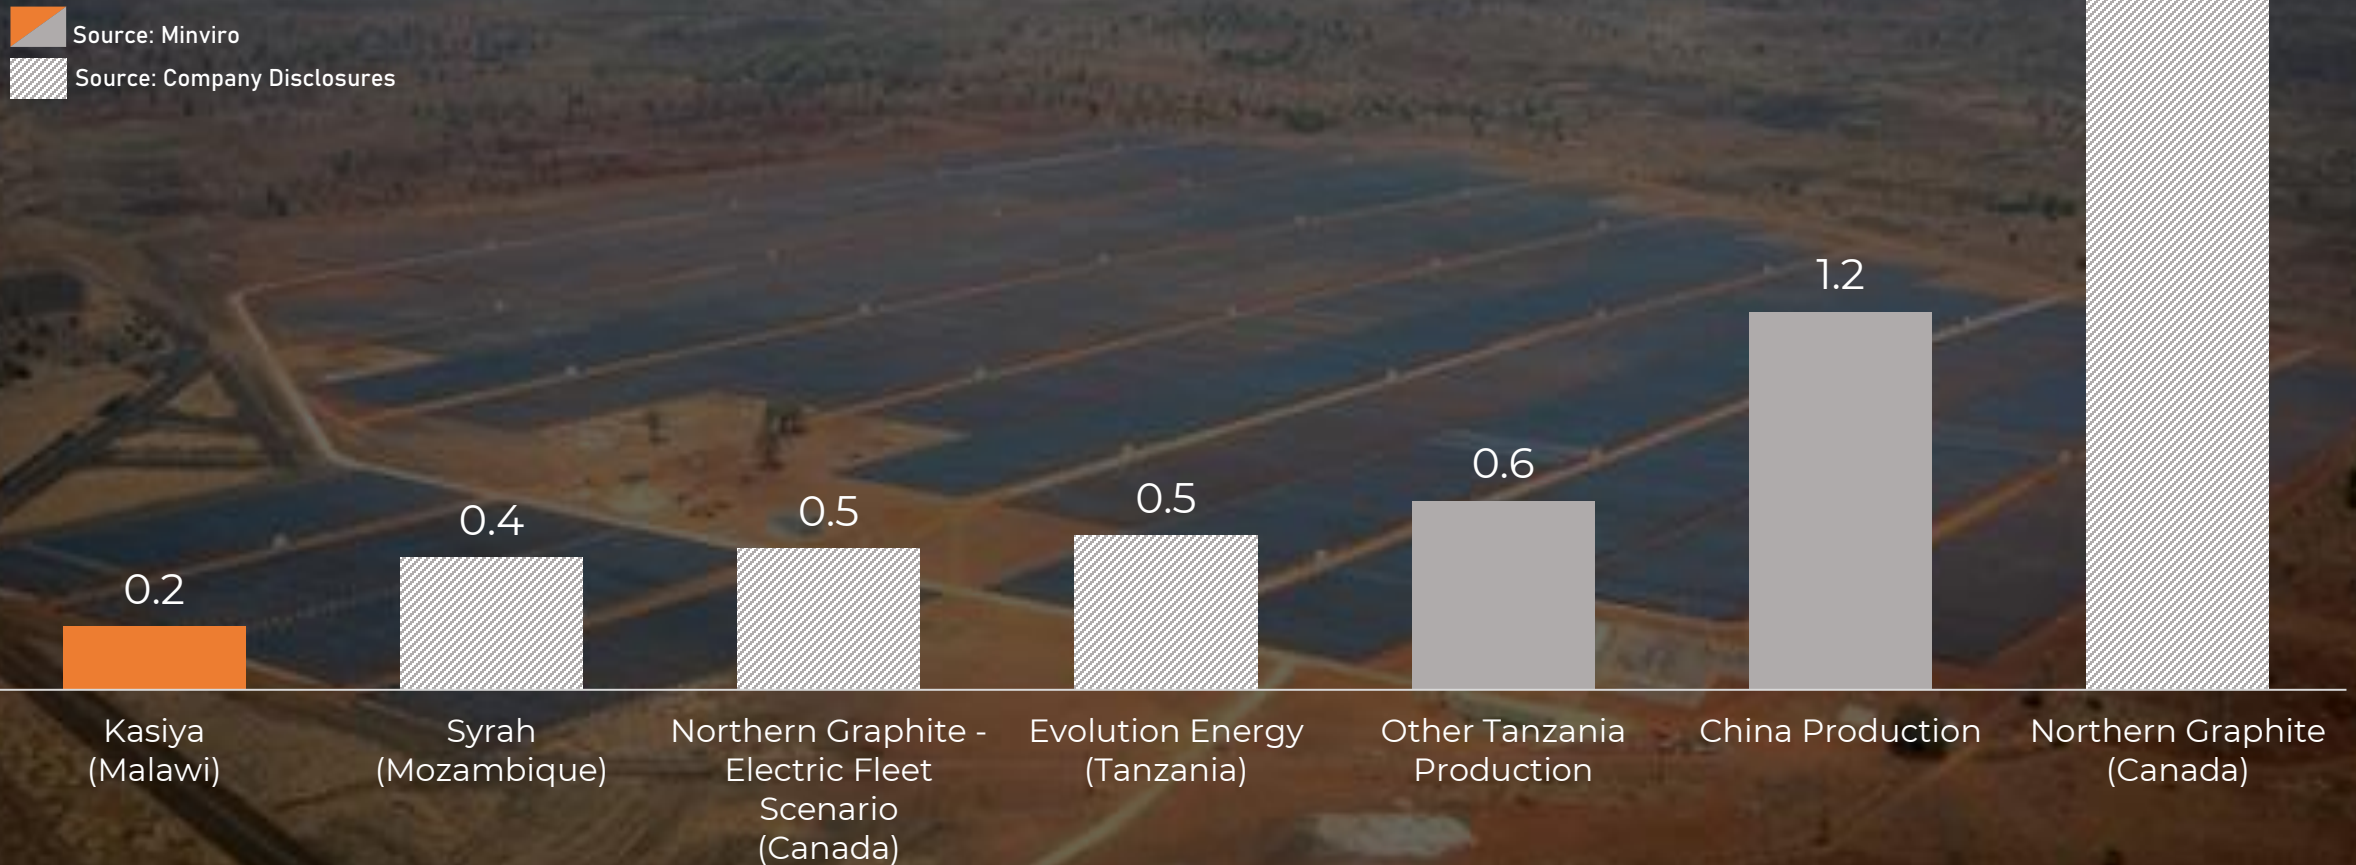 Source: Minviro
Source: Company Disclosures
0.2
0.4
0.5
0.5
0.6
1.2
Kasiya
(Malawi)
Syrah
(Mozambique)
Northern Graphite -
Electric Fleet
Scenario
(Canada)
Evolution Energy
(Tanzania)
Other Tanzania
Production
China Production
Northern Graphite
(Canada)